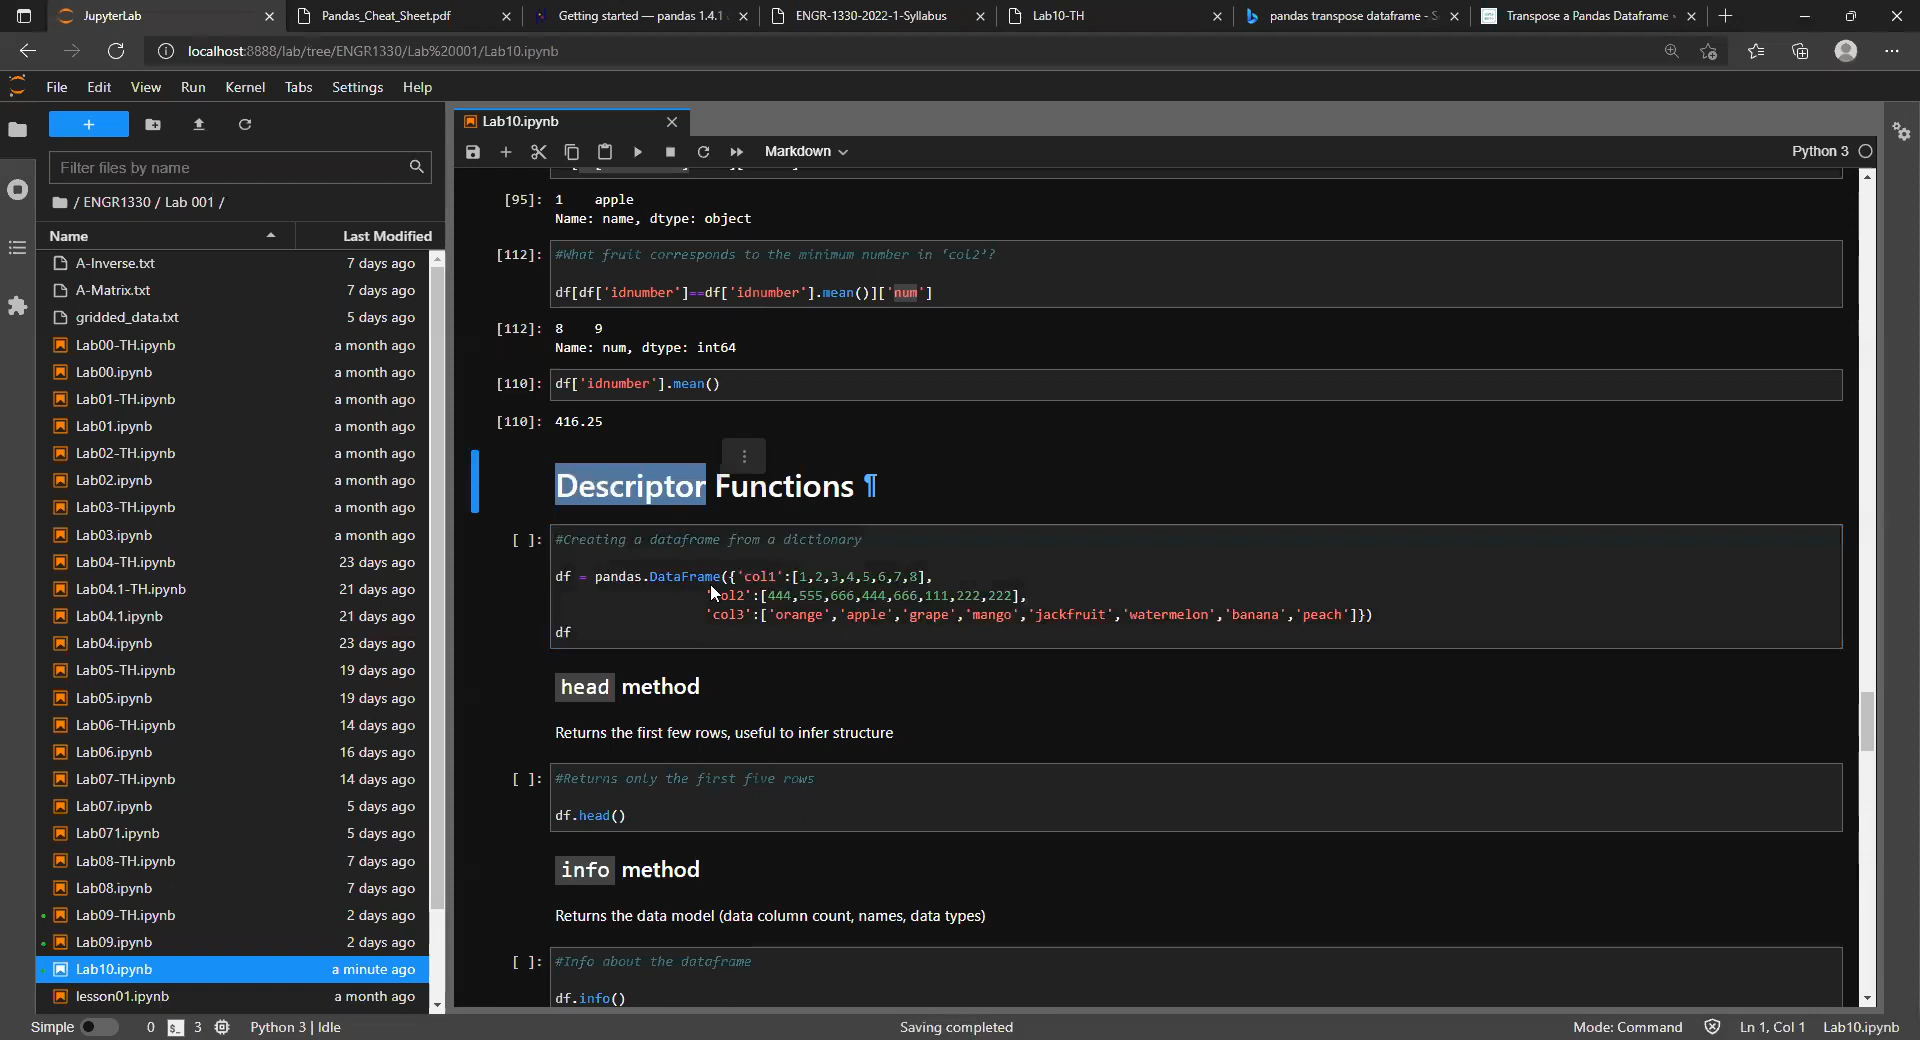 JupyterLab
Pandas_Cheat_Sheet.pdf
Getting started — pandas 1.4.1
ENGR-1330-2022-1-Syllabus
Lab10-TH
pandas transpose dataframe - S
Transpose a Pandas Dataframe
localhost:8888/lab/tree/ENGR1330/Lab%20001/Lab10.ipynb
File Edit View Run Kernel Tabs Settings Help
Filter files by name
/ ENGR1330 / Lab 001 /
Name Last Modified
A-Inverse.txt 7 days ago
A-Matrix.txt 7 days ago
gridded_data.txt 5 days ago
Lab00-TH.ipynb a month ago
Lab00.ipynb a month ago
Lab01-TH.ipynb a month ago
Lab01.ipynb a month ago
Lab02-TH.ipynb a month ago
Lab02.ipynb a month ago
Lab03-TH.ipynb a month ago
Lab03.ipynb a month ago
Lab04-TH.ipynb 23 days ago
Lab04.1-TH.ipynb 21 days ago
Lab04.1.ipynb 21 days ago
Lab04.ipynb 23 days ago
Lab05-TH.ipynb 19 days ago
Lab05.ipynb 19 days ago
Lab06-TH.ipynb 14 days ago
Lab06.ipynb 16 days ago
Lab07-TH.ipynb 14 days ago
Lab07.ipynb 5 days ago
Lab071.ipynb 5 days ago
Lab08-TH.ipynb 7 days ago
Lab08.ipynb 7 days ago
Lab09-TH.ipynb 2 days ago
Lab09.ipynb 2 days ago
Lab10.ipynb a minute ago
lesson01.ipynb a month ago
Lab10.ipynb
Markdown
Python 3
[95]: 1 apple
Name: name, dtype: object
[112]: #What fruit corresponds to the minimum number in 'col2'?
df[df['idnumber']==df['idnumber'].mean()]['num']
[112]: 8 9
Name: num, dtype: int64
[110]: df['idnumber'].mean()
[110]: 416.25
Descriptor Functions ¶
[ ]: #Creating a dataframe from a dictionary
df = pandas.DataFrame({'col1':[1,2,3,4,5,6,7,8],
'col2':[444,555,666,444,666,111,222,222],
'col3':['orange','apple','grape','mango','jackfruit','watermelon','banana','peach']})
df
head method
Returns the first few rows, useful to infer structure
[ ]: #Returns only the first five rows
df.head()
info method
Returns the data model (data column count, names, data types)
[ ]: #Info about the dataframe
df.info()
Simple 0 3 Python 3 | Idle Saving completed Mode: Command Ln 1, Col 1 Lab10.ipynb